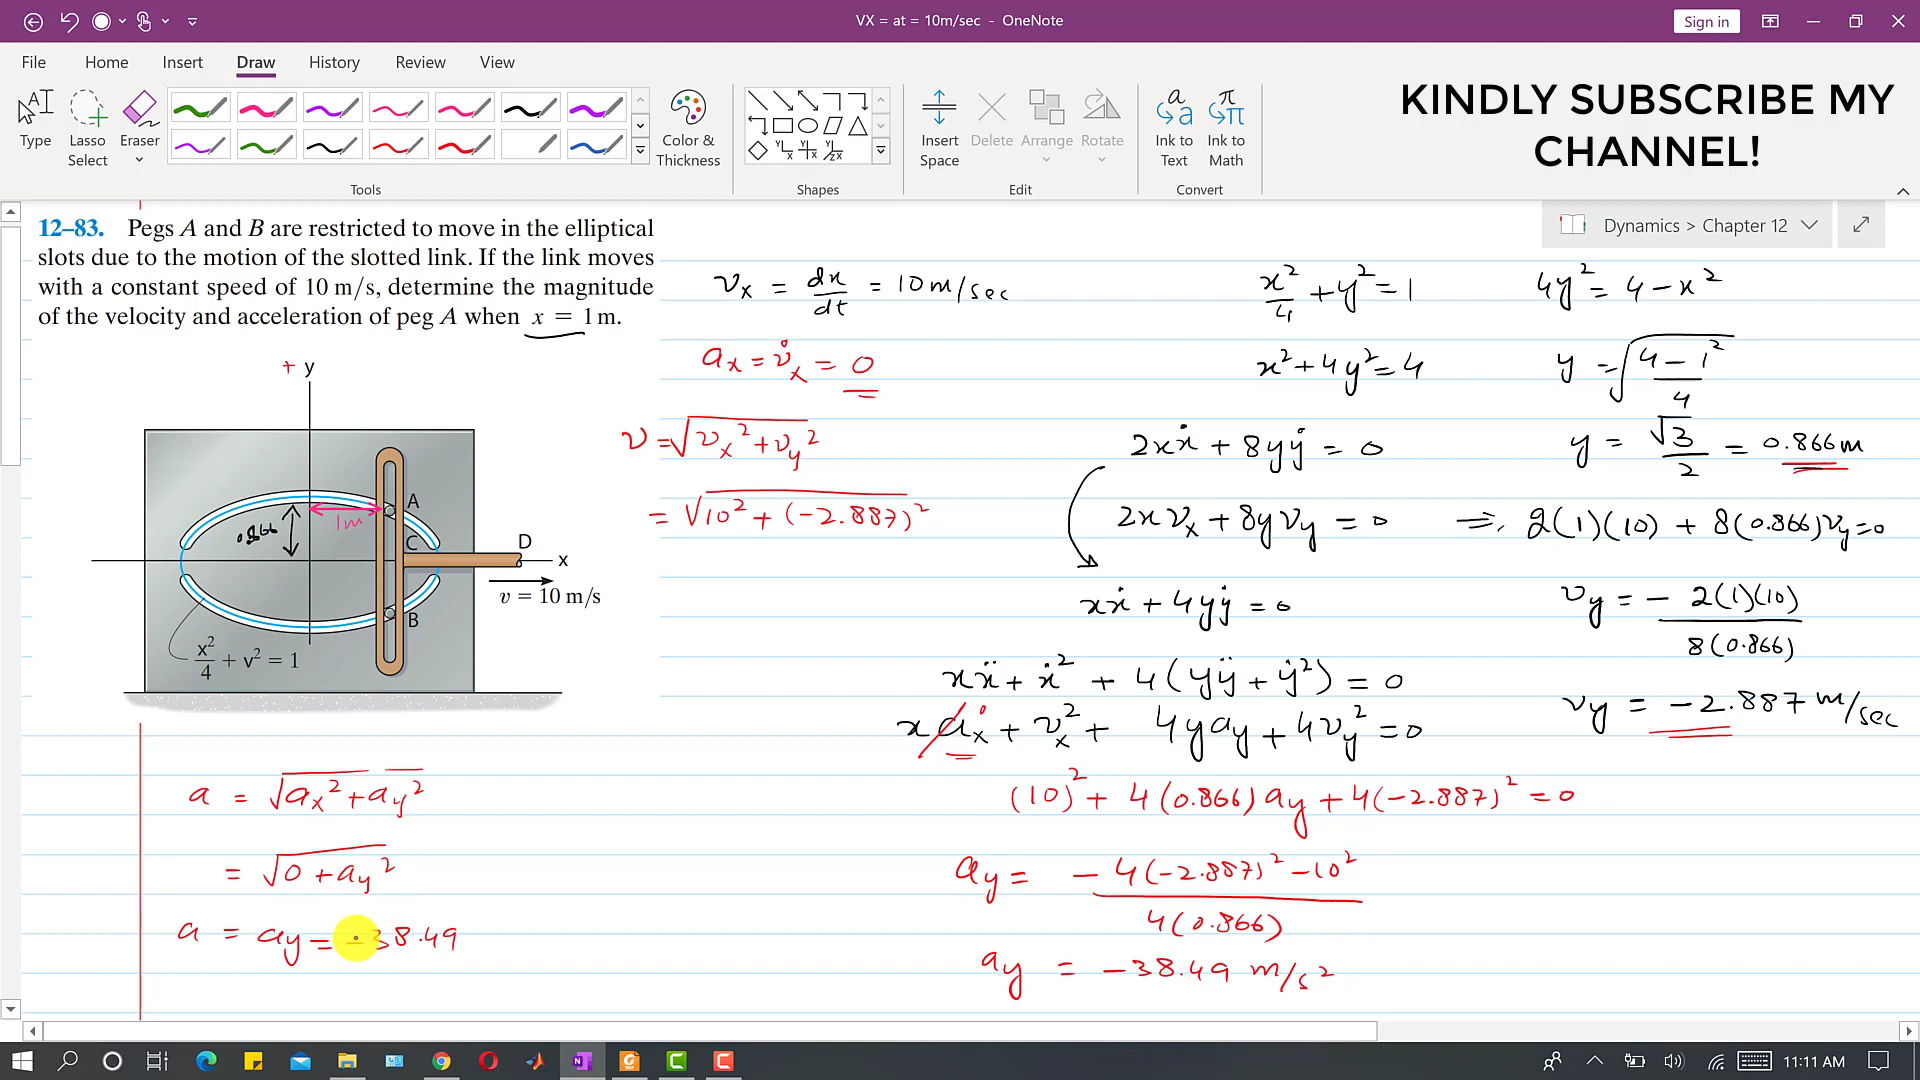 VX = at = 10m/sec - OneNote
Sign in
File Home Insert Draw History Review View
Type
Lasso Select
Eraser
Color & Thickness
Insert Space
Delete
Arrange
Rotate
Ink to Text
Ink to Math
Tools Shapes Edit Convert
KINDLY SUBSCRIBE MY
CHANNEL!
Dynamics > Chapter 12
12–83. Pegs A and B are restricted to move in the elliptical
slots due to the motion of the slotted link. If the link moves
with a constant speed of 10 m/s, determine the magnitude
of the velocity and acceleration of peg A when x = 1 m.
+ y
A
1m
0.866
C
D
x
v = 10 m/s
B
x²/4 + v² = 1
a = √(ax² + ay²)
= √(0 + ay²)
a = ay = -38.49
vx = dx/dt = 10 m/sec
ax = v̇x = 0
v = √(vx² + vy²)
= √(10² + (-2.887)²)
x²/4 + y² = 1
x² + 4y² = 4
2xẋ + 8yẏ = 0
2xvx + 8yvy = 0 ⇒ 2(1)(10) + 8(0.866)vy = 0
xẋ + 4yẏ = 0
xẍ + ẋ² + 4(yÿ + ẏ²) = 0
x ax⁰ + vx² + 4yay + 4vy² = 0
(10)² + 4(0.866)ay + 4(-2.887)² = 0
ay = (-4(-2.887)² - 10²)/(4(0.866))
ay = -38.49 m/s²
4y² = 4 - x²
y = √((4 - 1²)/4)
y = √3/2 = 0.866m
vy = - 2(1)(10)/(8(0.866))
vy = -2.887 m/sec
11:11 AM